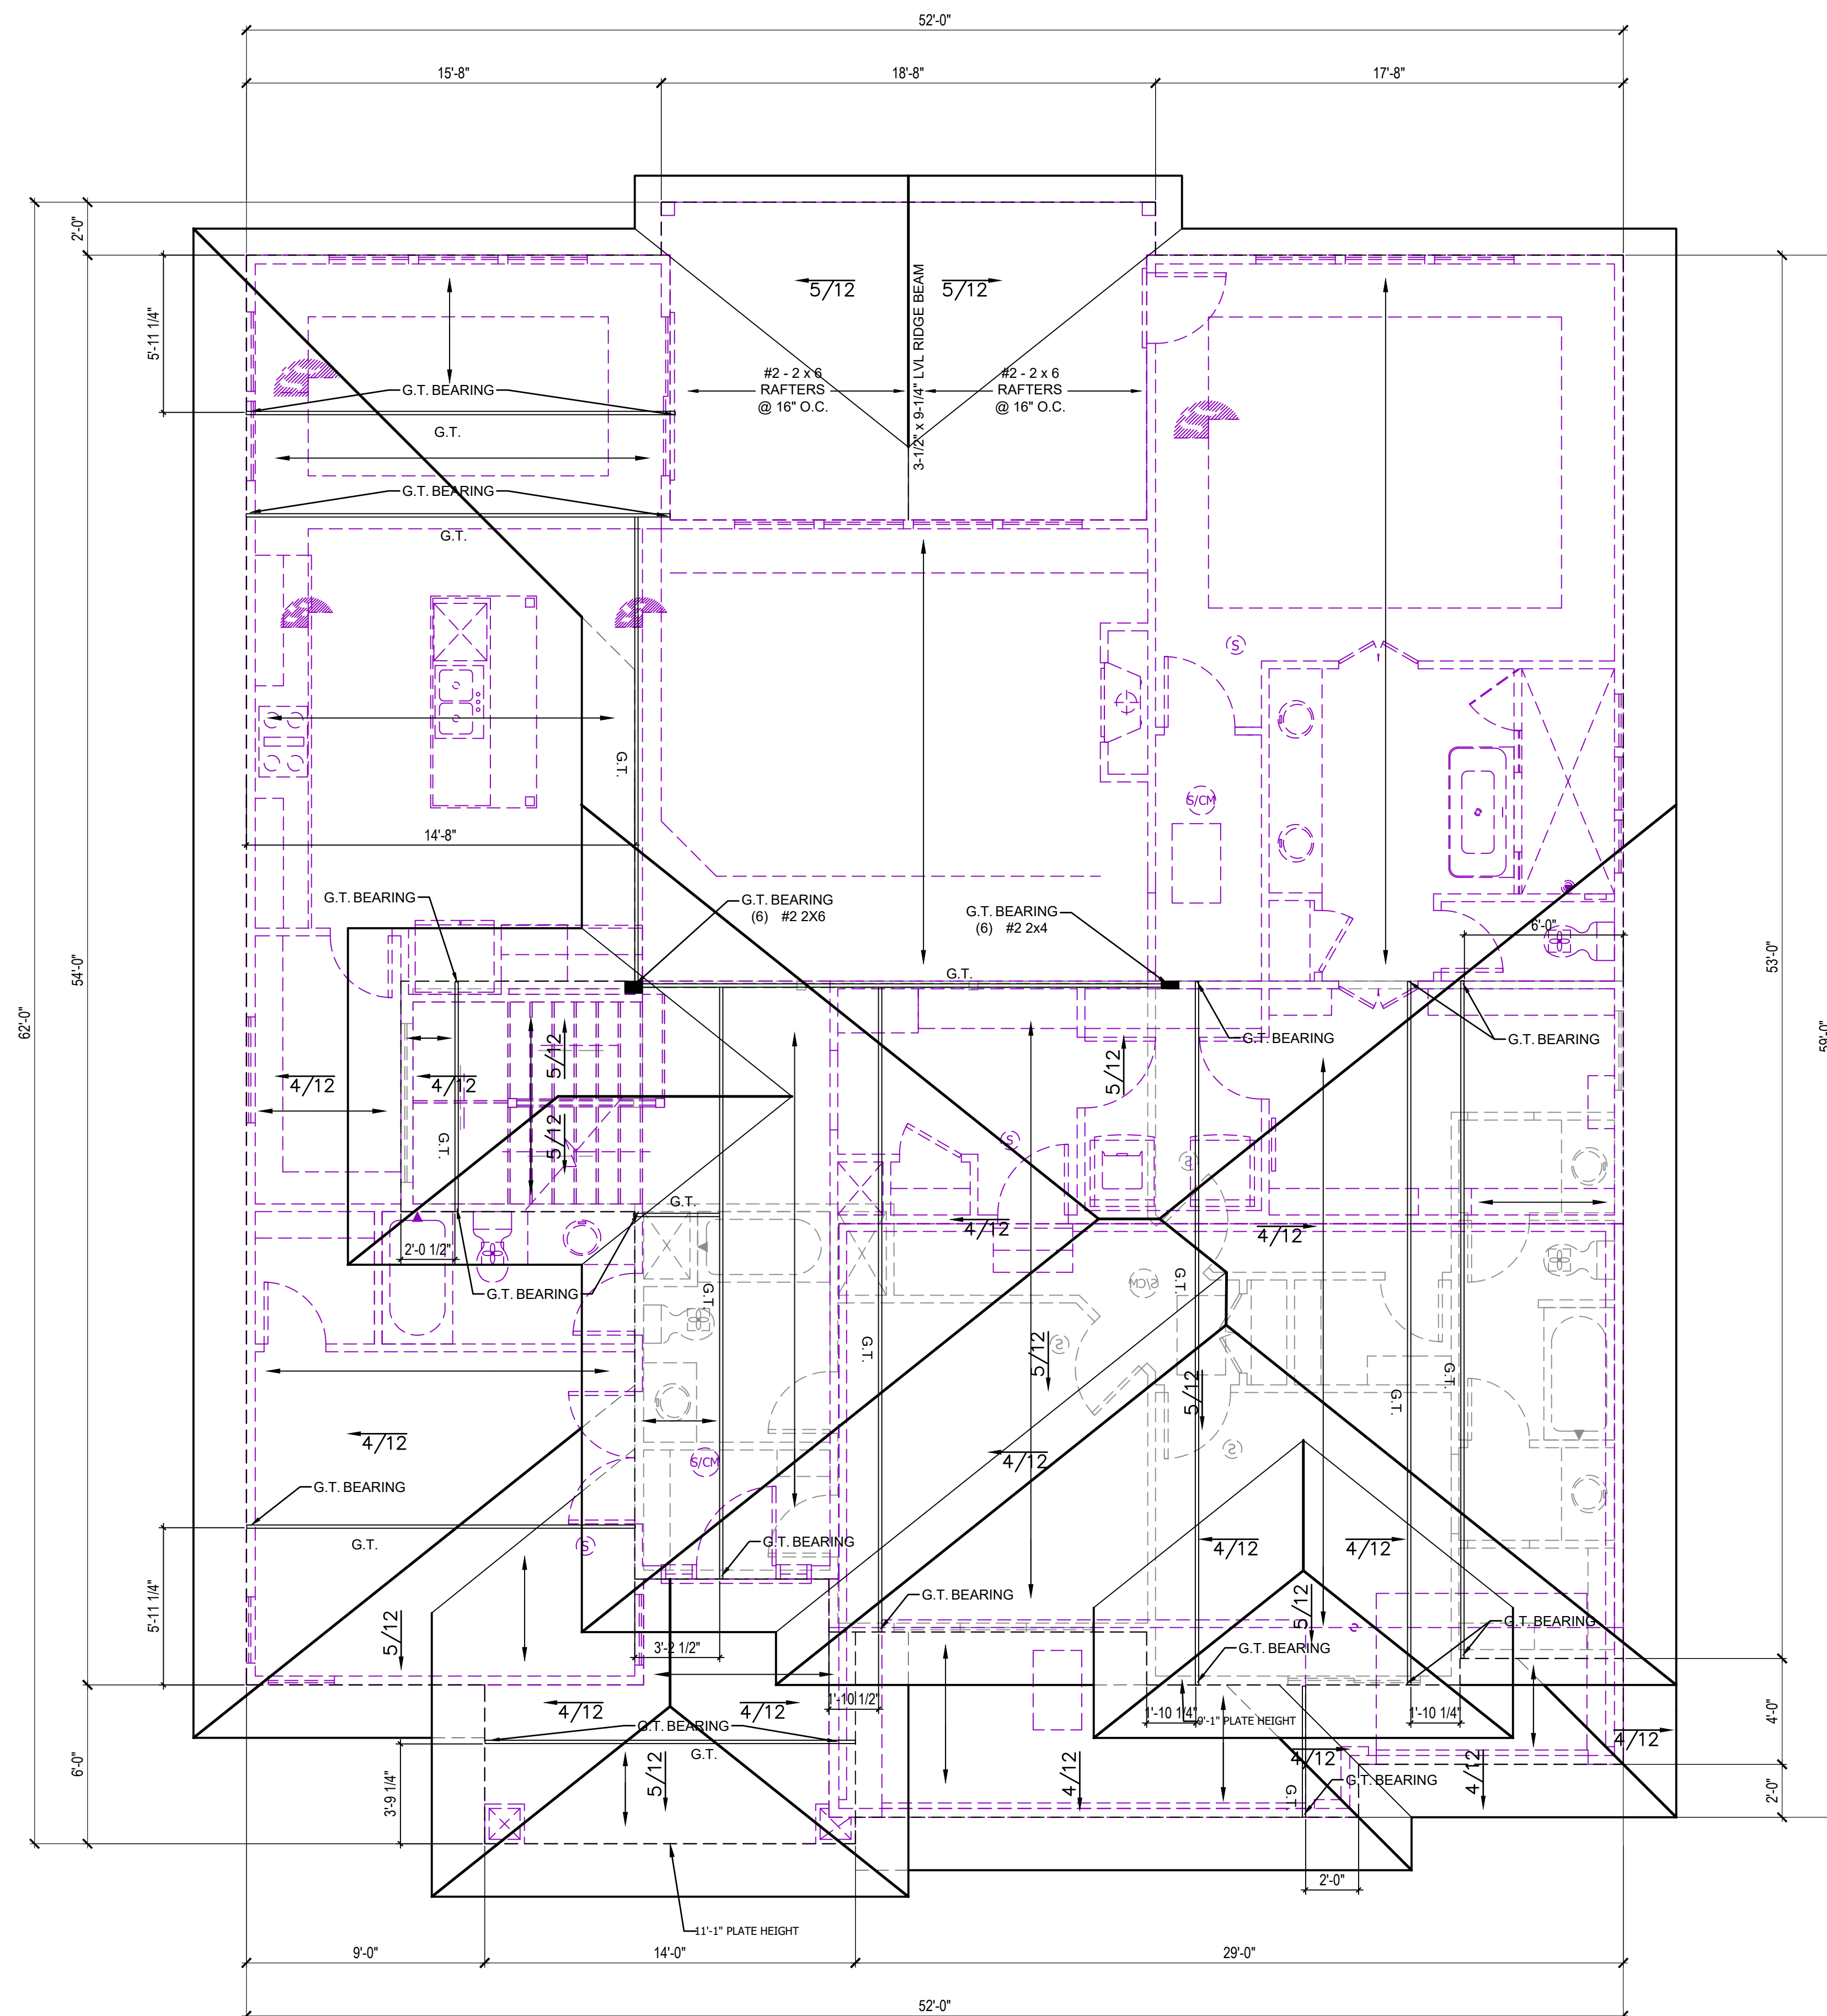 52'-0"
15'-8"
18'-8"
17'-8"
2'-0"
5'-11 1/4"
5/12
5/12
3-1/2" x 9-1/4" LVL RIDGE BEAM
#2 - 2 x 6
RAFTERS
@ 16" O.C.
#2 - 2 x 6
RAFTERS
@ 16" O.C.
G.T. BEARING
G.T.
G.T. BEARING
G.T.
S
G.T.
S/CM
14'-8"
G.T. BEARING
G.T. BEARING
(6) #2 2X6
G.T. BEARING
(6) #2 2x4
6'-0"
54'-0"
62'-0"
53'-0"
59'-0"
G.T.
G.T. BEARING
G.T. BEARING
4/12
4/12
5/12
5/12
5/12
G.T.
S
S
G.T.
4/12
4/12
2'-0 1/2"
G.T. BEARING
G.T.
G.T.
G.T.
S/CM
S
5/12
5/12
G.T.
G.T.
4/12
4/12
S/CM
S
G.T. BEARING
G.T.
S
4/12
4/12
G.T. BEARING
G.T. BEARING
5/12
S
G.T. BEARING
G.T. BEARING
5'-11 1/4"
5/12
3'-2 1/2"
1'-10 1/2"
1'-10 1/4"
9'-1" PLATE HEIGHT
1'-10 1/4"
4/12
4/12
G.T. BEARING
G.T.
5/12
4/12
4/12
4/12
4/12
G.T.
G.T. BEARING
4'-0"
2'-0"
6'-0"
3'-9 1/4"
2'-0"
11'-1" PLATE HEIGHT
9'-0"
14'-0"
29'-0"
52'-0"